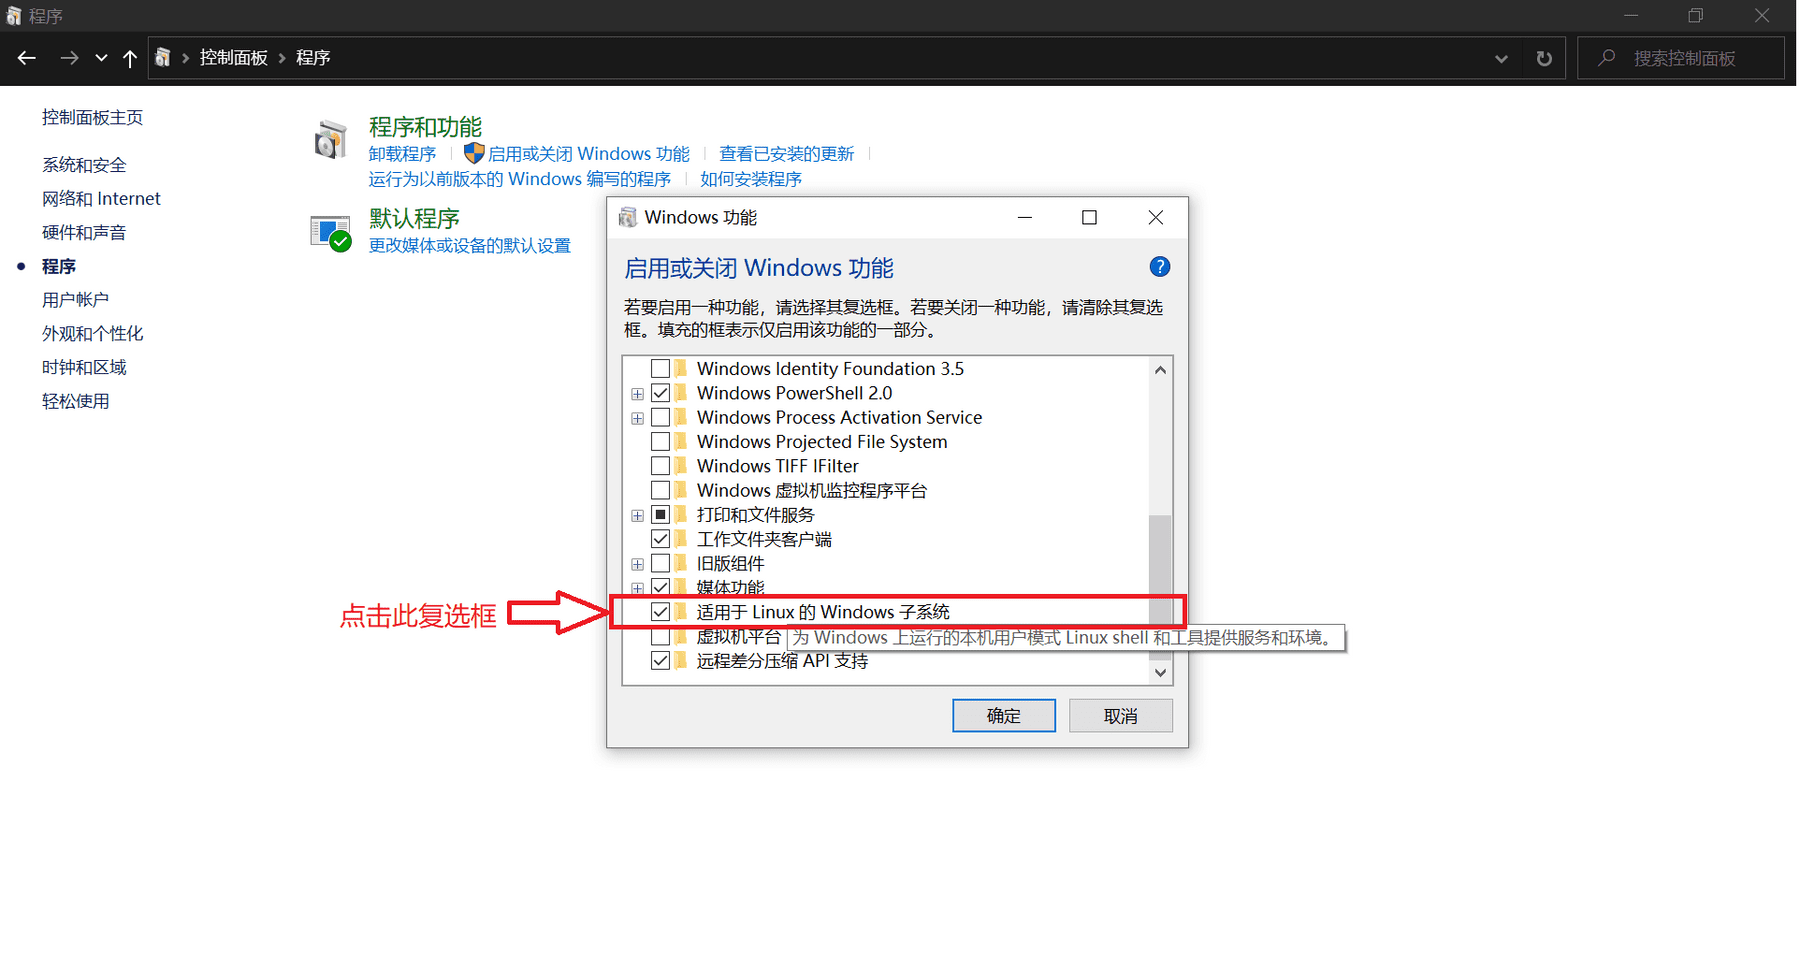 程序
控制面板 程序
搜索控制面板
控制面板主页
系统和安全
网络和 Internet
硬件和声音
程序
用户帐户
外观和个性化
时钟和区域
轻松使用
程序和功能
卸载程序 启用或关闭 Windows 功能 查看已安装的更新
运行为以前版本的 Windows 编写的程序 如何安装程序
默认程序
更改媒体或设备的默认设置
Windows 功能
启用或关闭 Windows 功能
?
若要启用一种功能，请选择其复选框。若要关闭一种功能，请清除其复选
框。填充的框表示仅启用该功能的一部分。
Windows Identity Foundation 3.5
Windows PowerShell 2.0
Windows Process Activation Service
Windows Projected File System
Windows TIFF IFilter
Windows 虚拟机监控程序平台
打印和文件服务
工作文件夹客户端
旧版组件
媒体功能
点击此复选框
适用于 Linux 的 Windows 子系统
虚拟机平台
为 Windows 上运行的本机用户模式 Linux shell 和工具提供服务和环境。
远程差分压缩 API 支持
确定 取消